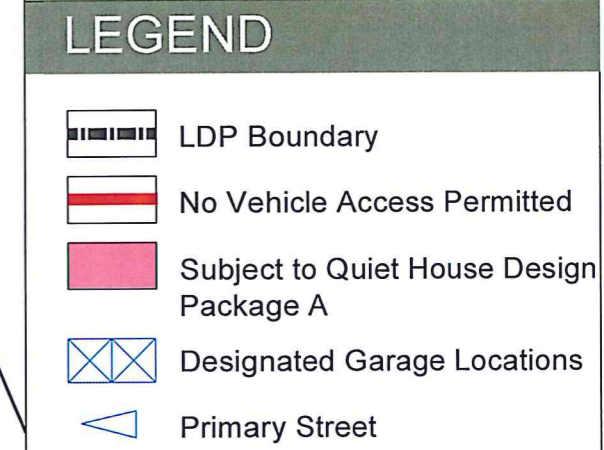 LEGEND
LDP Boundary
No Vehicle Access Permitted
Subject to Quiet House Design
Package A
Designated Garage Locations
Primary Street